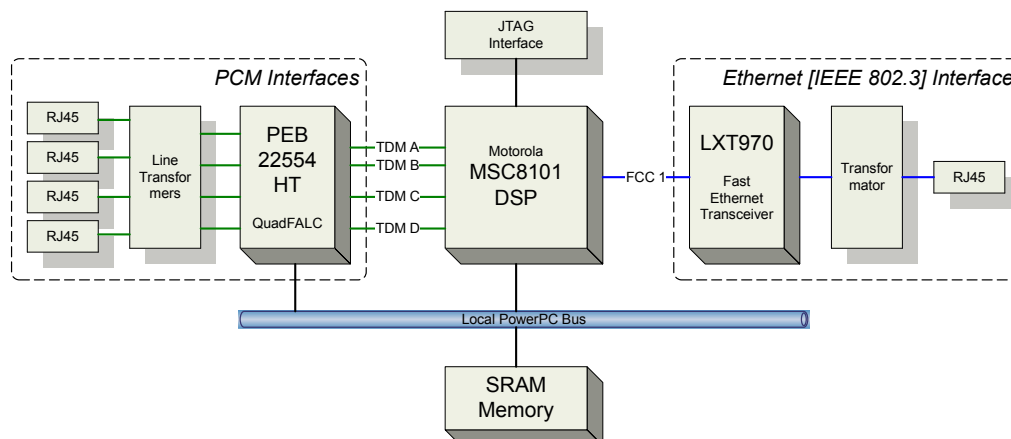 JTAG
Interface
PCM Interfaces
Ethernet [IEEE 802.3] Interface
RJ45
RJ45
RJ45
RJ45
Line
Transfor
mers
PEB
22554
HT
QuadFALC
TDM A
TDM B
TDM C
TDM D
Motorola
MSC8101
DSP
FCC 1
LXT970
Fast
Ethernet
Transceiver
Transfor
mator
RJ45
Local PowerPC Bus
SRAM
Memory